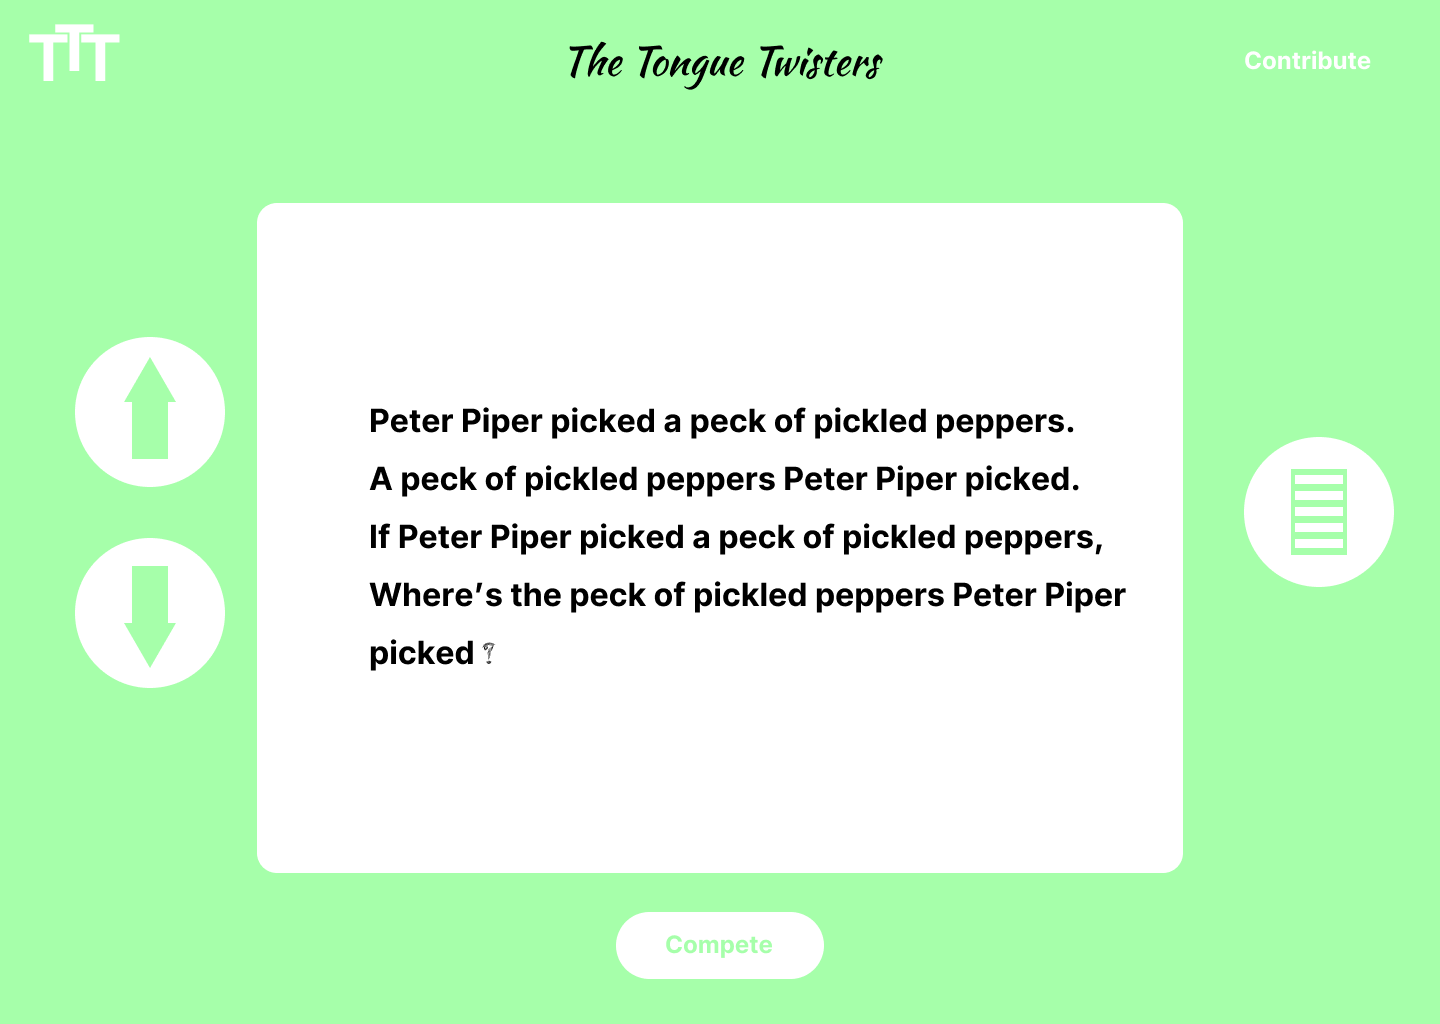 TTT
The Tongue Twisters
Contribute
Peter Piper picked a peck of pickled peppers.
A peck of pickled peppers Peter Piper picked.
If Peter Piper picked a peck of pickled peppers,
Where’s the peck of pickled peppers Peter Piper
picked ?
Compete